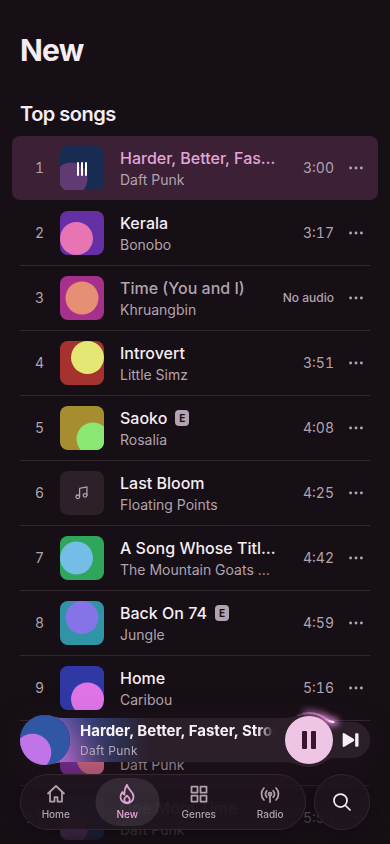 New
Top songs
1 Harder, Better, Fas... 3:00
Daft Punk
2 Kerala 3:17
Bonobo
3 Time (You and I) No audio
Khruangbin
4 Introvert 3:51
Little Simz
5 Saoko E 4:08
Rosalía
6 Last Bloom 4:25
Floating Points
7 A Song Whose Titl... 4:42
The Mountain Goats ...
8 Back On 74 E 4:59
Jungle
9 Home 5:16
Caribou
Harder, Better, Faster, Stro
Daft Punk
Daft Punk
Home New Genres Radio
Daft Punk